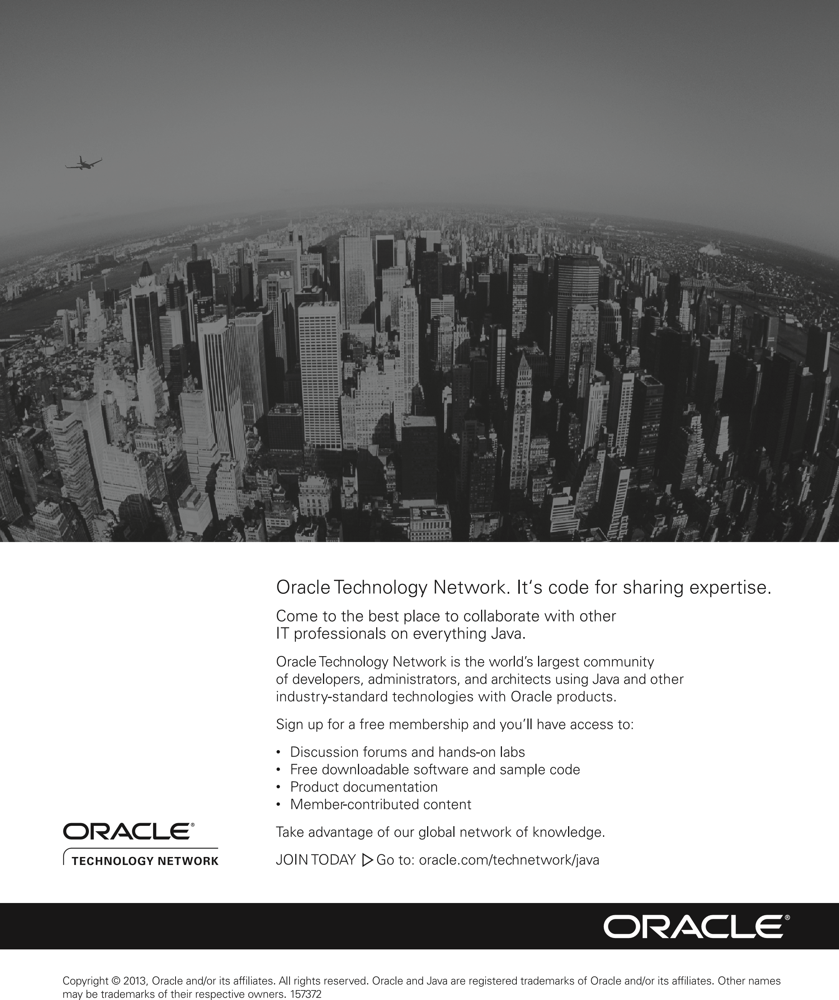 Oracle Technology Network. It‘s code for sharing expertise.
Come to the best place to collaborate with other
IT professionals on everything Java.
Oracle Technology Network is the world’s largest community
of developers, administrators, and architects using Java and other
industry-standard technologies with Oracle products.
Sign up for a free membership and you’ll have access to:
• Discussion forums and hands-on labs
• Free downloadable software and sample code
• Product documentation
• Member-contributed content
Take advantage of our global network of knowledge.
JOIN TODAY ▷ Go to: oracle.com/technetwork/java
ORACLE®
TECHNOLOGY NETWORK
ORACLE®
Copyright © 2013, Oracle and/or its affiliates. All rights reserved. Oracle and Java are registered trademarks of Oracle and/or its affiliates. Other names
may be trademarks of their respective owners. 157372